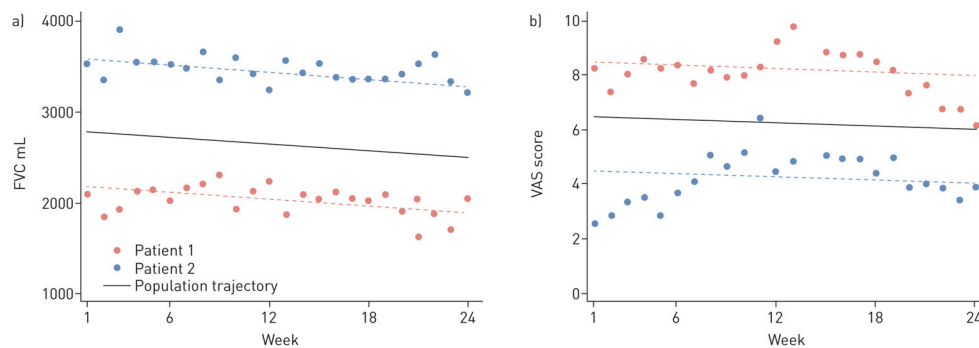 a)
4000
3000
2000
1000
FVC mL
Patient 1
Patient 2
Population trajectory
1 6 12 18 24
Week
b)
10
8
6
4
2
0
VAS score
1 6 12 18 24
Week